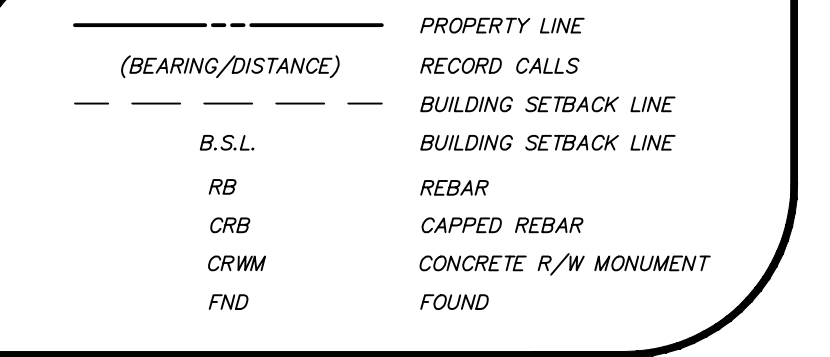 PROPERTY LINE
(BEARING/DISTANCE) RECORD CALLS
BUILDING SETBACK LINE
B.S.L. BUILDING SETBACK LINE
RB REBAR
CRB CAPPED REBAR
CRWM CONCRETE R/W MONUMENT
FND FOUND